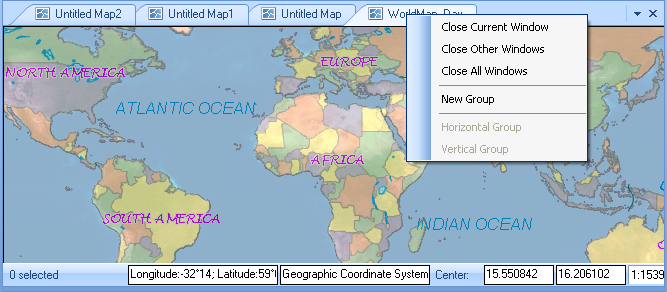 Untitled Map2 Untitled Map1 Untitled Map WorldMap_Day
Close Current Window
Close Other Windows
Close All Windows
New Group
Horizontal Group
Vertical Group
NORTH AMERICA
EUROPE
ATLANTIC OCEAN
AFRICA
SOUTH AMERICA
INDIAN OCEAN
0 selected Longitude:-32°14; Latitude:59° Geographic Coordinate System Center: 15.550842 16.206102 1:1539